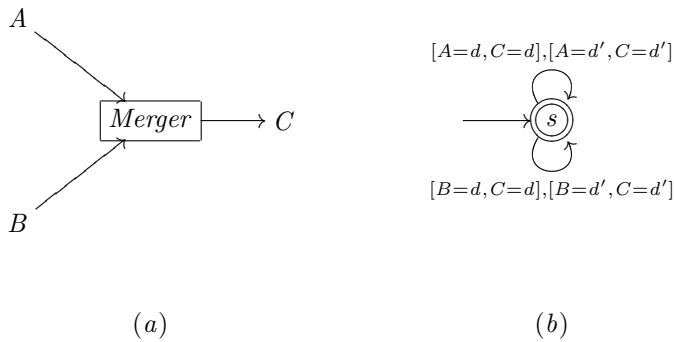 A
Merger
C
B
(a)
[A=d,C=d],[A=d′,C=d′]
s
[B=d,C=d],[B=d′,C=d′]
(b)